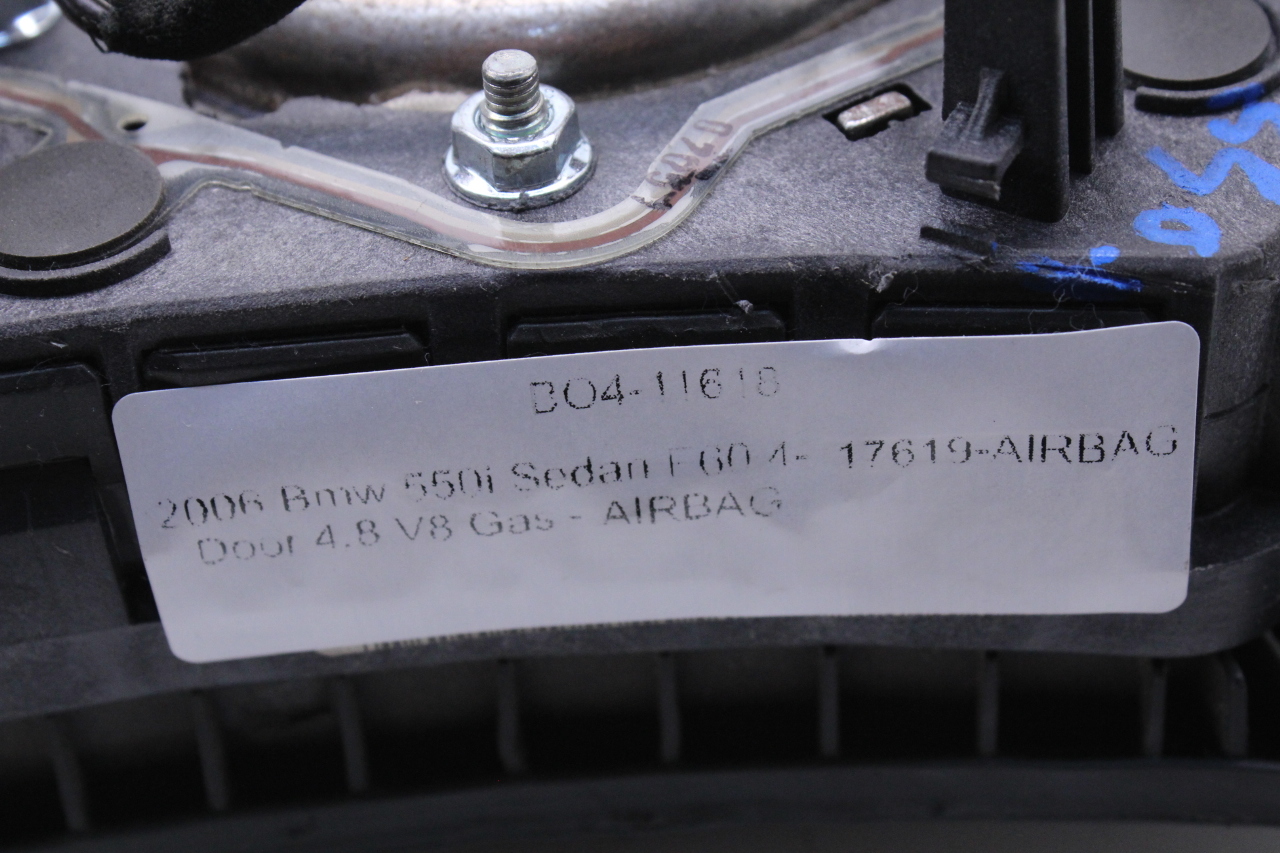 BO4-11618
2006 Bmw 550i Sedan E60 4- 17619-AIRBAG
Door 4.8 V8 Gas - AIRBAG